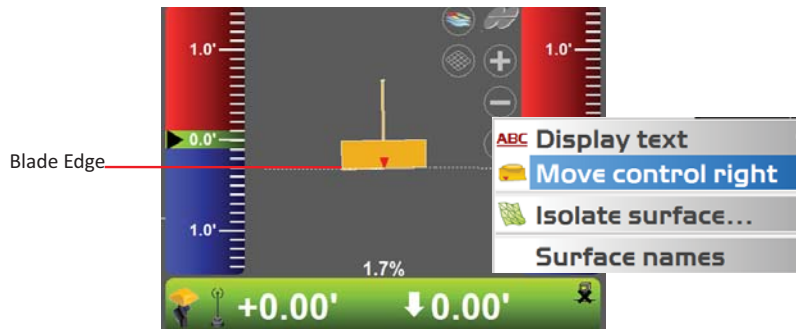 1.0'
1.0'
0.0'
ABC Display text
Blade Edge
Move control right
Isolate surface...
1.0'
Surface names
1.7%
+0.00' 0.00'